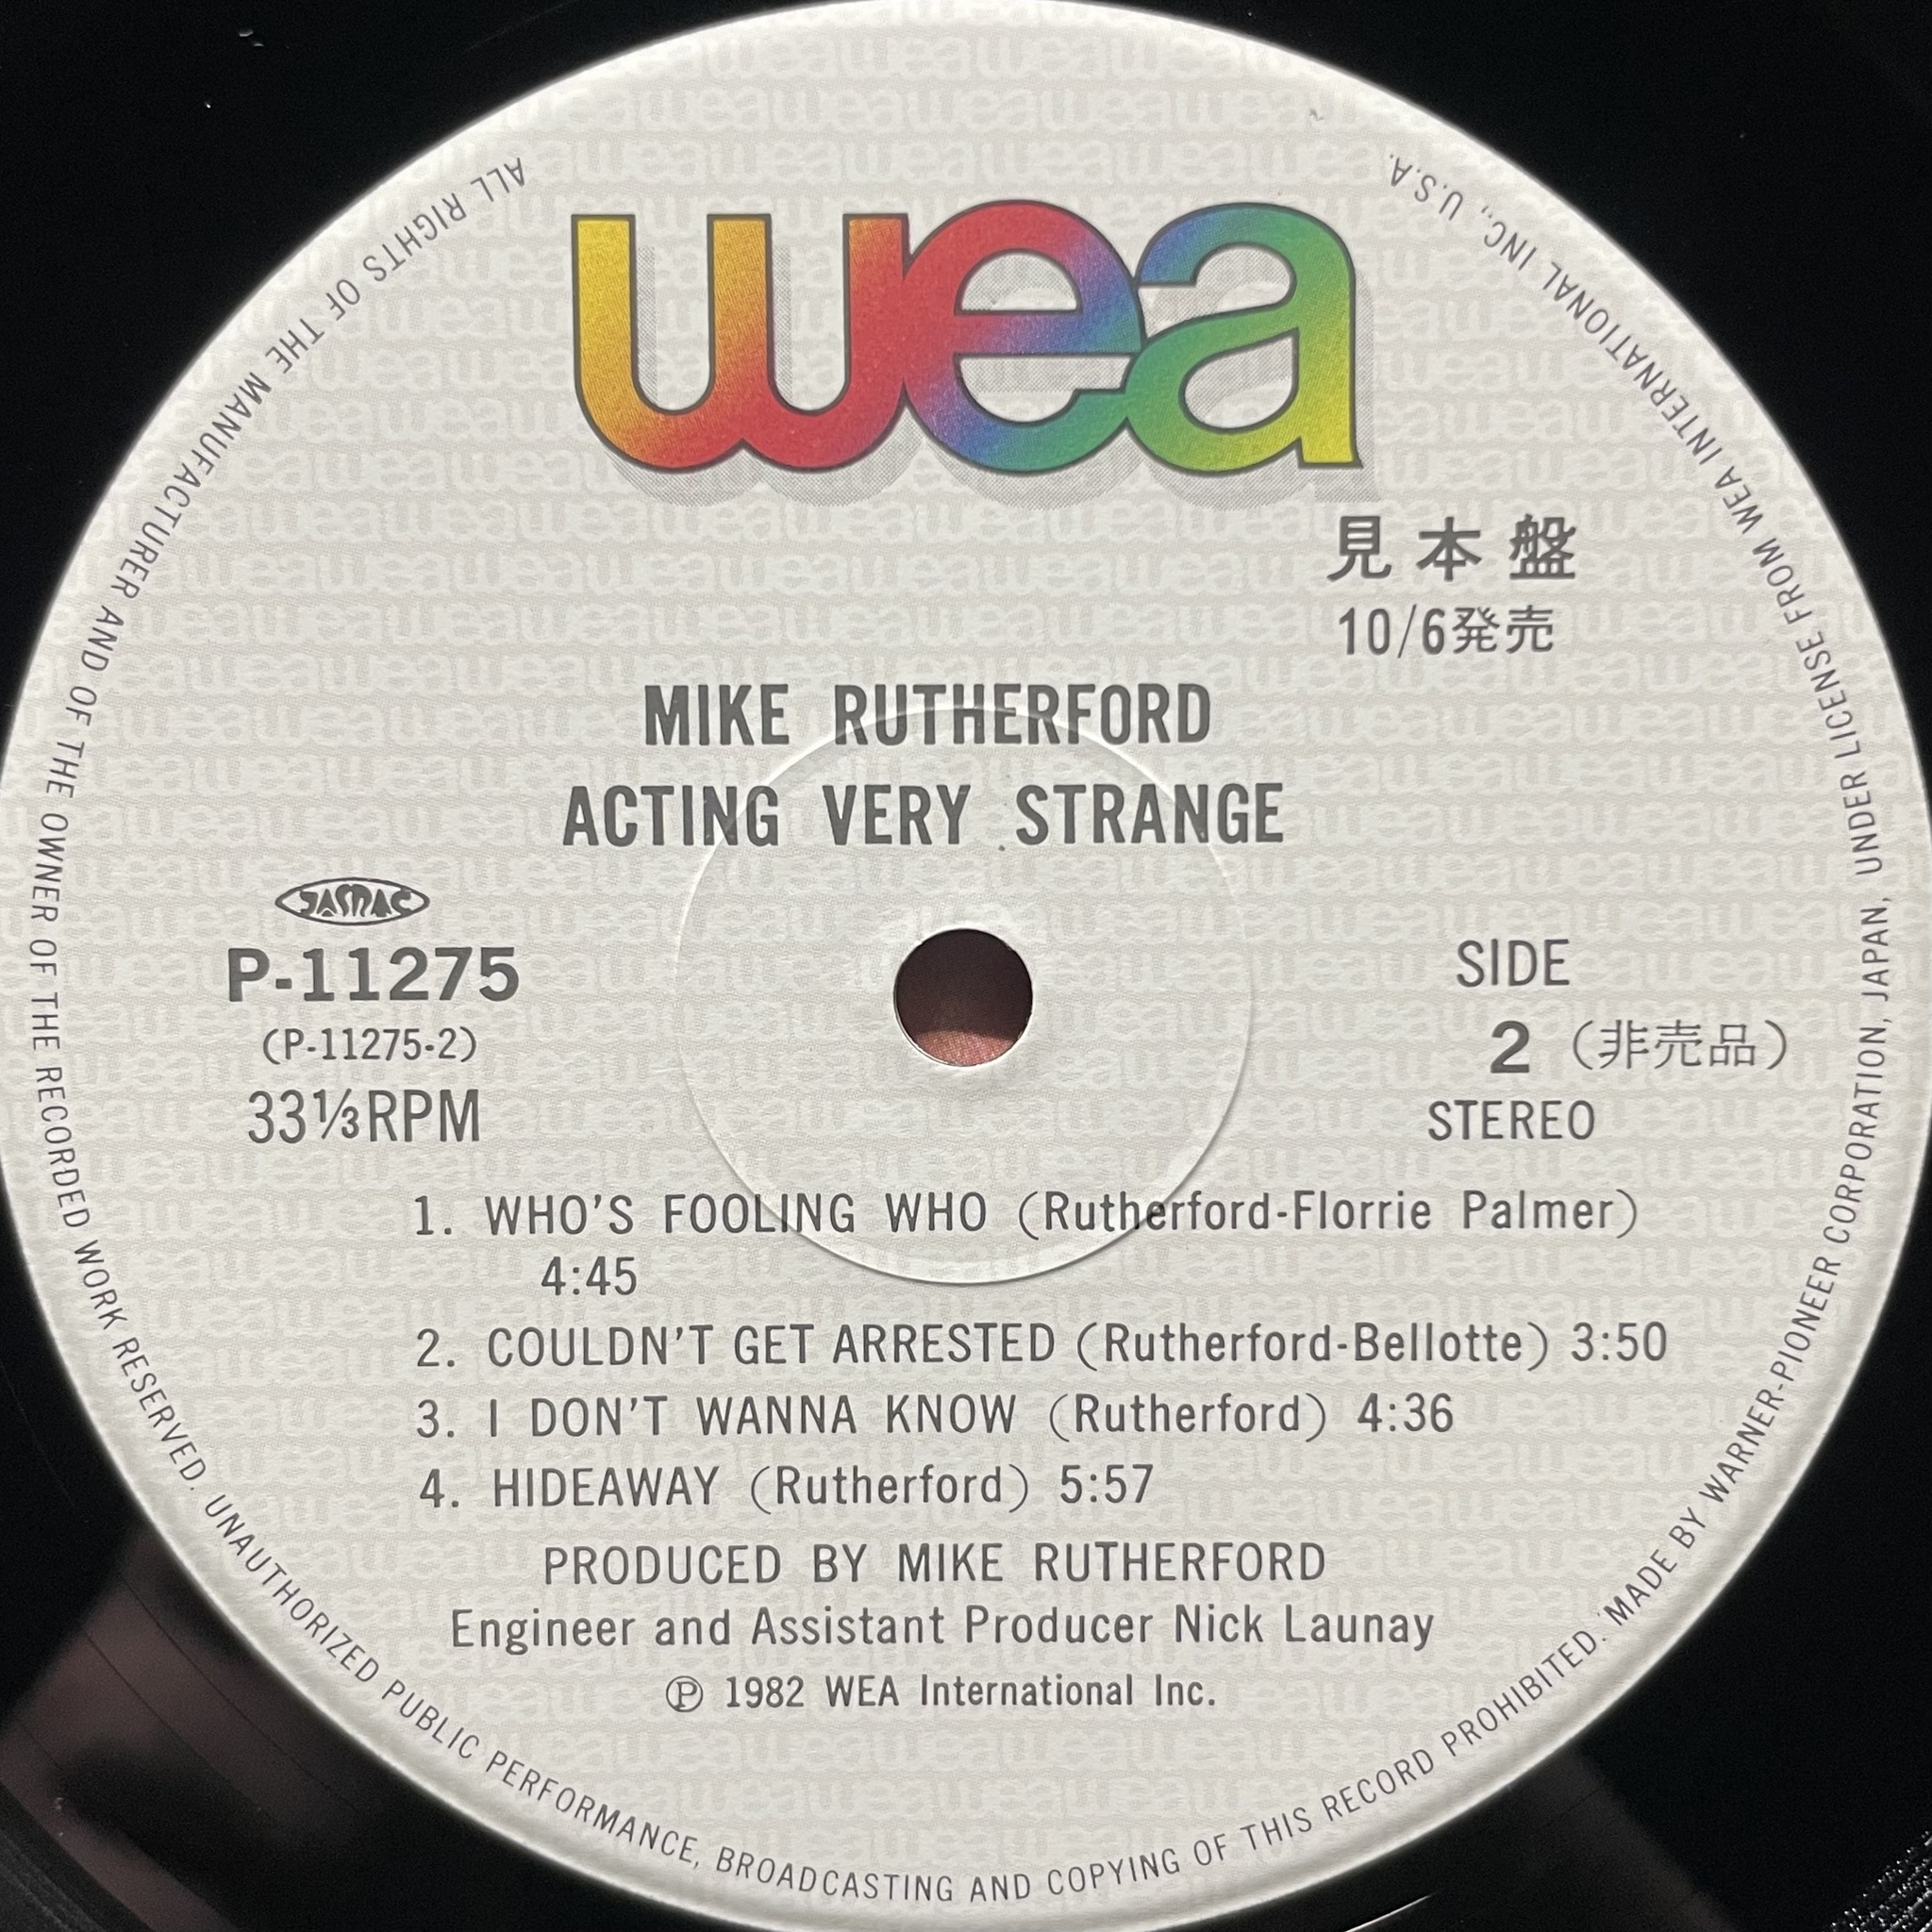 wea
見本盤
10/6発売
MIKE RUTHERFORD
ACTING VERY STRANGE
JASRAC
P-11275
(P-11275-2)
33⅓RPM
SIDE
2 (非売品)
STEREO
1. WHO'S FOOLING WHO (Rutherford-Florrie Palmer)
4:45
2. COULDN'T GET ARRESTED (Rutherford-Bellotte) 3:50
3. I DON'T WANNA KNOW (Rutherford) 4:36
4. HIDEAWAY (Rutherford) 5:57
PRODUCED BY MIKE RUTHERFORD
Engineer and Assistant Producer Nick Launay
℗ 1982 WEA International Inc.
ALL RIGHTS OF THE MANUFACTURER AND OF THE OWNER OF THE RECORDED WORK RESERVED. UNAUTHORIZED PUBLIC PERFORMANCE, BROADCASTING AND COPYING OF THIS RECORD PROHIBITED. MADE BY WARNER-PIONEER CORPORATION, JAPAN, UNDER LICENSE FROM WEA INTERNATIONAL INC., U.S.A.